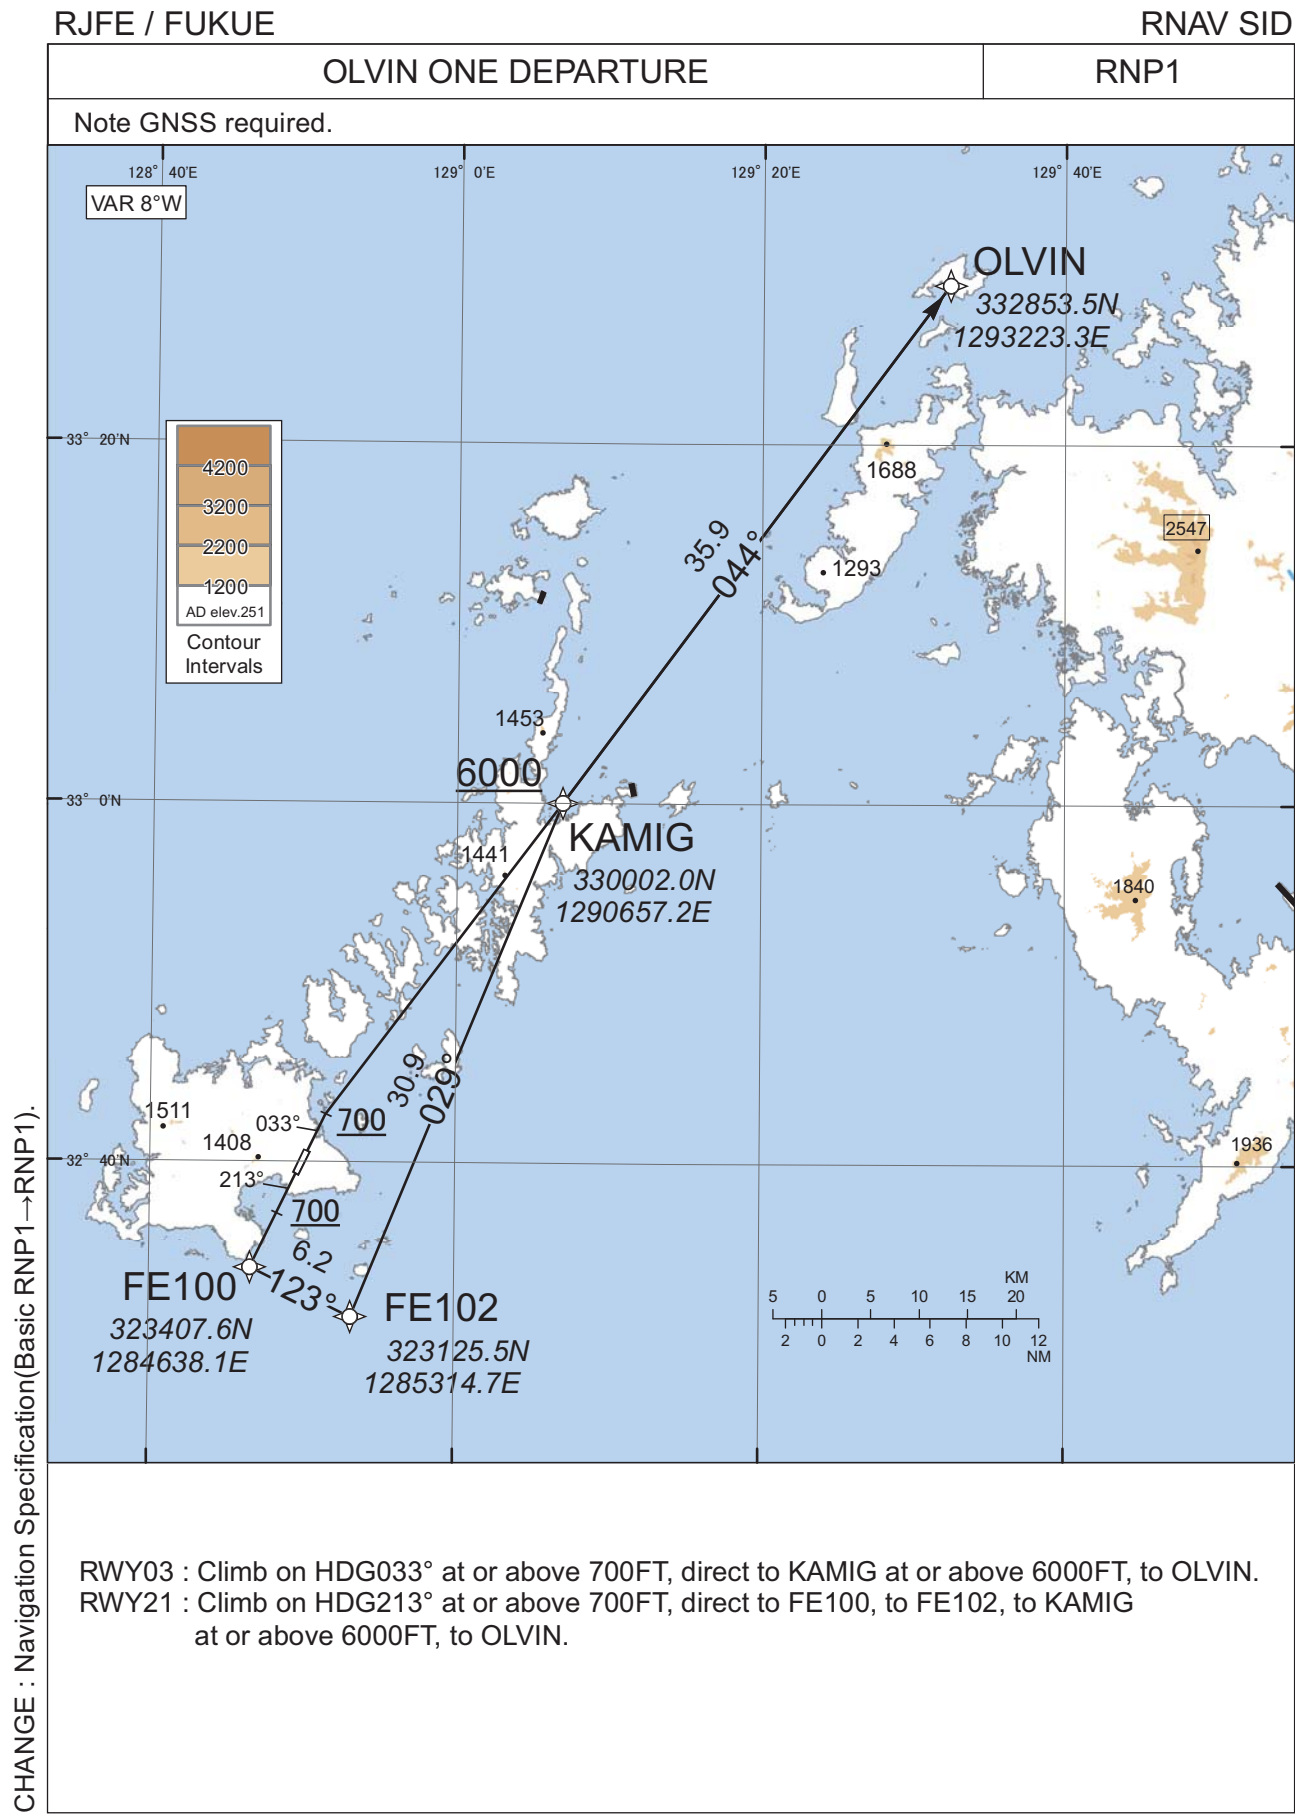 RJFE / FUKUE
RNAV SID
OLVIN ONE DEPARTURE
RNP1
Note GNSS required.
128° 40'E
129° 0'E
129° 20'E
129° 40'E
VAR 8°W
OLVIN
332853.5N
1293223.3E
33° 20'N
4200
3200
2200
1200
AD elev.251
Contour
Intervals
1688
2547
35.9
044°
1293
1453
6000
33° 0'N
KAMIG
330002.0N
1290657.2E
1441
1840
30.9
029°
1511
033°
700
1408
32° 40'N
1936
213°
700
6.2
123°
FE100
323407.6N
1284638.1E
FE102
323125.5N
1285314.7E
KM
5 0 5 10 15 20
2 0 2 4 6 8 10 12
NM
RWY03 : Climb on HDG033° at or above 700FT, direct to KAMIG at or above 6000FT, to OLVIN.
RWY21 : Climb on HDG213° at or above 700FT, direct to FE100, to FE102, to KAMIG
at or above 6000FT, to OLVIN.
CHANGE : Navigation Specification(Basic RNP1→RNP1).